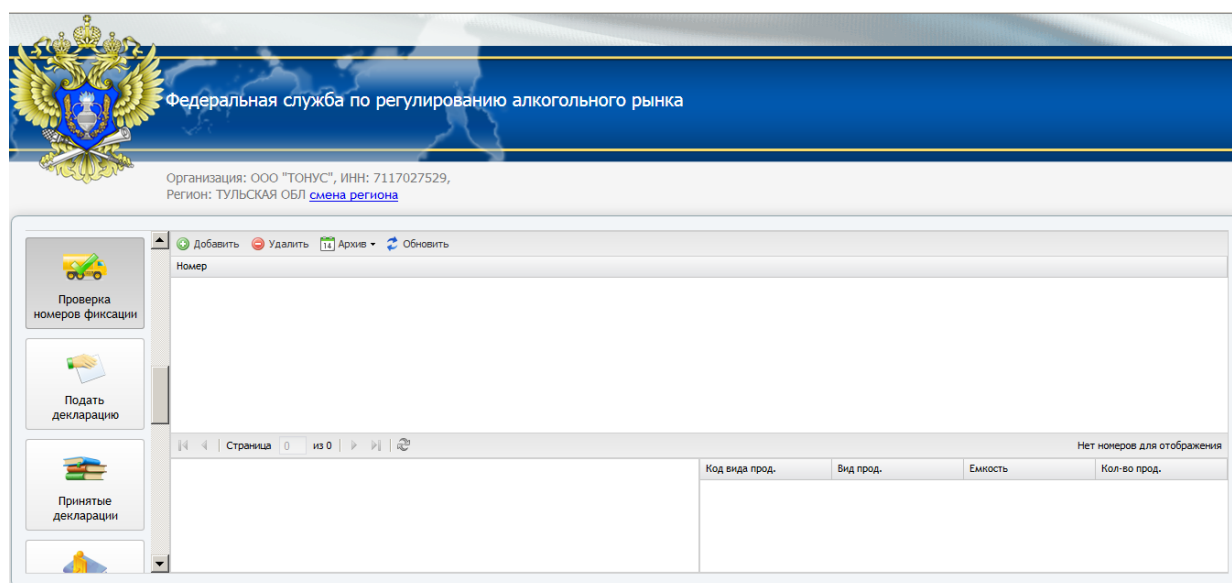 Федеральная служба по регулированию алкогольного рынка
Организация: ООО "ТОНУС", ИНН: 7117027529,
Регион: ТУЛЬСКАЯ ОБЛ смена региона
Добавить Удалить 14 Архив Обновить
Номер
Проверка
номеров фиксации
Подать
декларацию
Страница 0 из 0 Нет номеров для отображения
Код вида прод. Вид прод. Емкость Кол-во прод.
Принятые
декларации